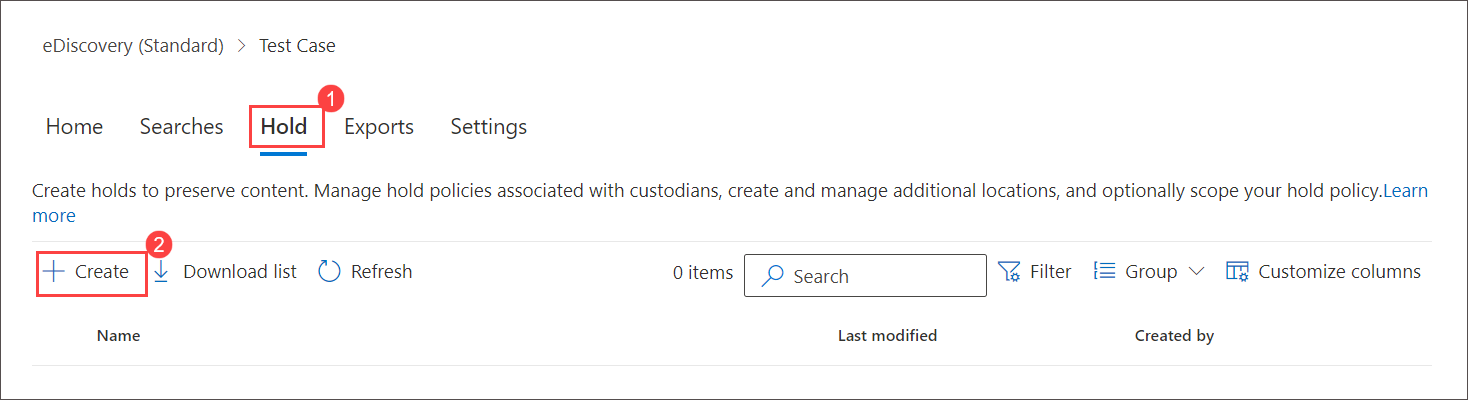 eDiscovery (Standard) > Test Case
1
Home Searches Hold Exports Settings
Create holds to preserve content. Manage hold policies associated with custodians, create and manage additional locations, and optionally scope your hold policy.Learn
more
2
Create Download list Refresh 0 items Search Filter Group Customize columns
Name Last modified Created by